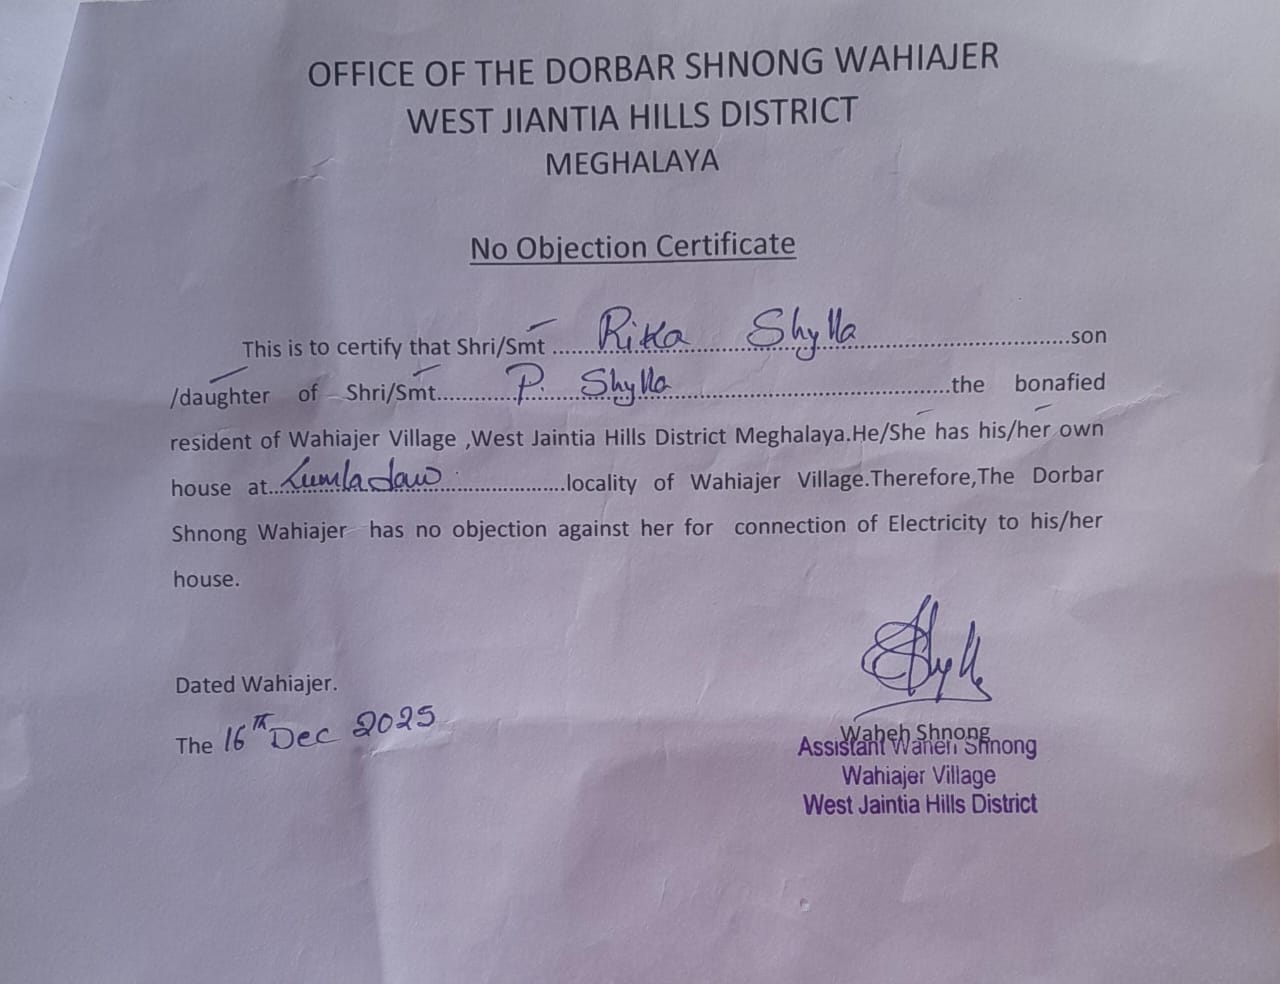 OFFICE OF THE DORBAR SHNONG WAHIAJER
WEST JIANTIA HILLS DISTRICT
MEGHALAYA
No Objection Certificate
This is to certify that Shri/Smt ........Rika Shylla........son
/daughter of Shri/Smt........P. Shylla........the bonafied
resident of Wahiajer Village ,West Jaintia Hills District Meghalaya.He/She has his/her own
house at........locality of Wahiajer Village.Therefore,The Dorbar
Shnong Wahiajer has no objection against her for connection of Electricity to his/her
house.
Dated Wahiajer.
The 16th Dec 2025
Waheh Shnong
Assistant Waheh Shnong
Wahiajer Village
West Jaintia Hills District